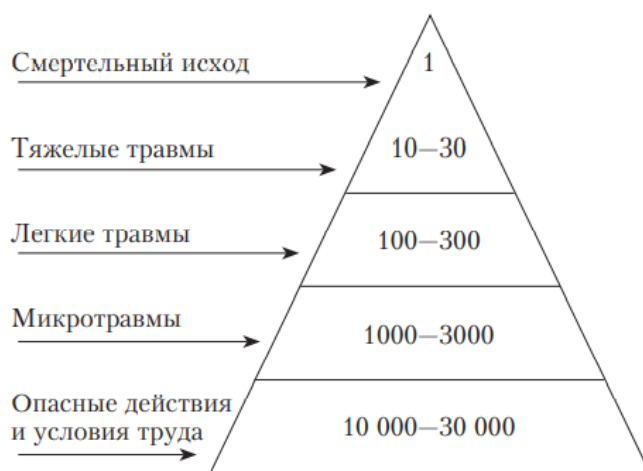 Смертельный исход
1
Тяжелые травмы
10—30
Легкие травмы
100—300
Микротравмы
1000—3000
Опасные действия
и условия труда
10 000—30 000